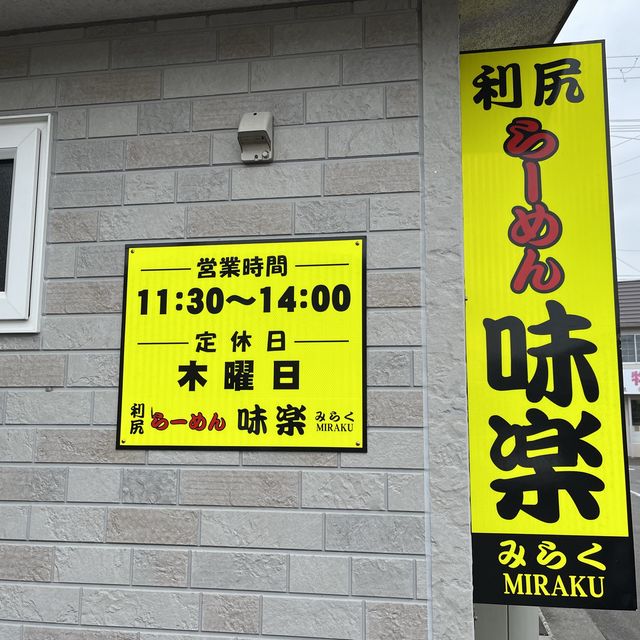 営業時間
11:30～14:00
定休日
木曜日
利尻らーめん 味楽 みらく MIRAKU
利尻
らーめん
味楽
みらく
MIRAKU